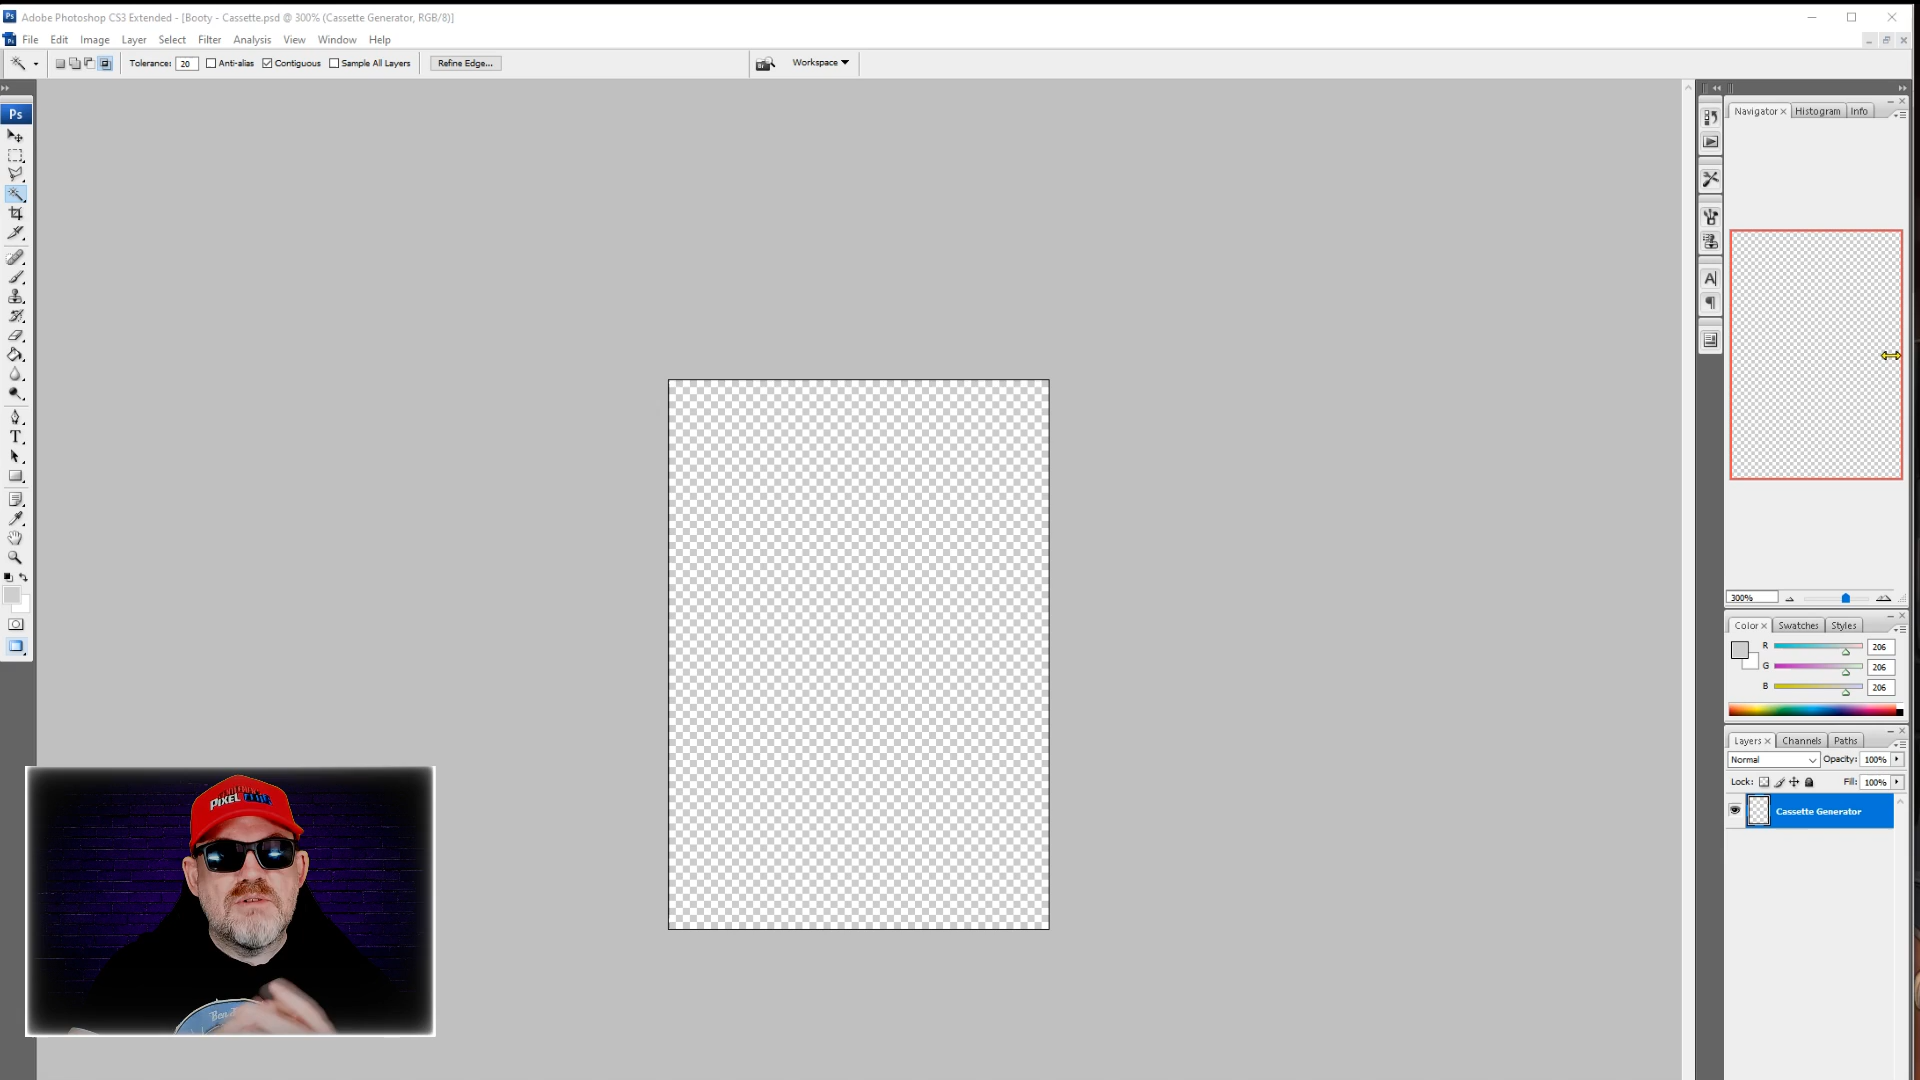 Adobe Photoshop CS3 Extended - [Booty - Cassette.psd @ 300% (Cassette Generator, RGB/8)]
File Edit Image Layer Select Filter Analysis View Window Help
Tolerance: 20 Anti-alias Contiguous Sample All Layers Refine Edge... Workspace
Ps
Navigator Histogram Info
300%
Color Swatches Styles
R 206
G 206
B 206
Layers Channels Paths
Normal Opacity: 100%
Lock: Fill: 100%
Cassette Generator
PIXEL